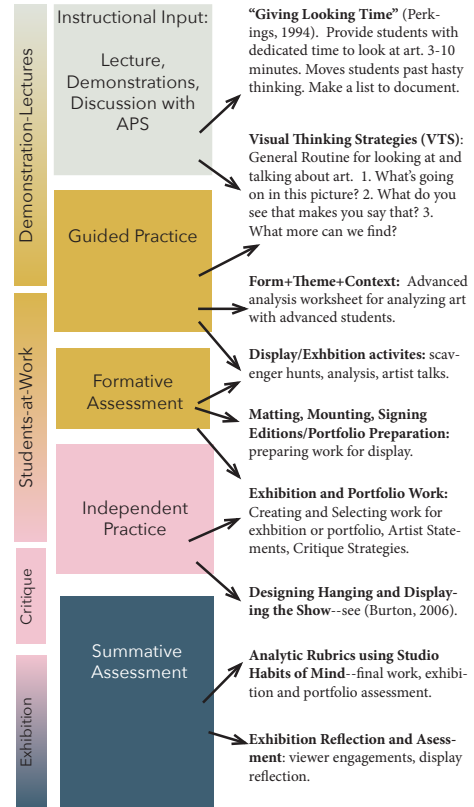 Demonstration-Lectures
Students-at-Work
Critique
Exhibition
Instructional Input:
Lecture,
Demonstrations,
Discussion with
APS
Guided Practice
Formative
Assessment
Independent
Practice
Summative
Assessment
“Giving Looking Time” (Perk-
ings, 1994).  Provide students with
dedicated time to look at art. 3-10
minutes. Moves students past hasty
thinking. Make a list to document.
Visual Thinking Strategies (VTS):
General Routine for looking at and
talking about art.  1. What’s going
on in this picture? 2. What do you
see that makes you say that? 3.
What more can we find?
Form+Theme+Context:  Advanced
analysis worksheet for analyzing art
with advanced students.
Display/Exhbition activites: scav-
enger hunts, analysis, artist talks.
Matting, Mounting, Signing
Editions/Portfolio Preparation:
preparing work for display.
Exhibition and Portfolio Work:
Creating and Selecting work for
exhbition or portfolio, Artist State-
ments, Critique Strategies.
Designing Hanging and Display-
ing the Show--see (Burton, 2006).
Analytic Rubrics using Studio
Habits of Mind--final work, exhibi-
tion and portfolio assessment.
Exhibition Reflection and Asess-
ment: viewer engagements, display
reflection.